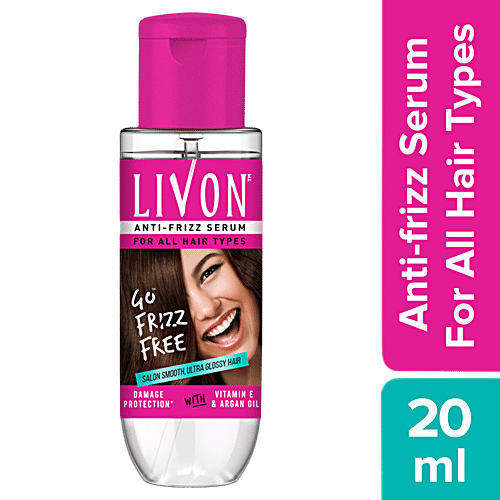 LIVON
ANTI-FRIZZ SERUM
FOR ALL HAIR TYPES
GO
FRIZZ
FREE
SALON SMOOTH, ULTRA GLOSSY HAIR
DAMAGE
PROTECTION*
WITH
VITAMIN E
& ARGAN OIL
Anti-frizz Serum
For All Hair Types
20
ml